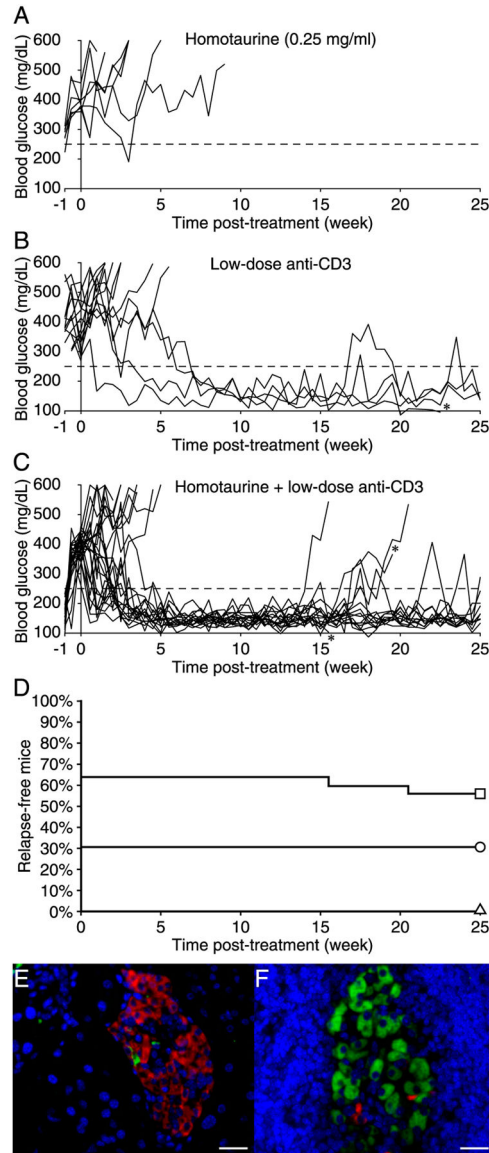 A
Homotaurine (0.25 mg/ml)
Blood glucose (mg/dL)
600
500
400
300
200
100
-1 0 5 10 15 20 25
Time post-treatment (week)
B
Low-dose anti-CD3
Blood glucose (mg/dL)
600
500
400
300
200
100
*
-1 0 5 10 15 20 25
Time post-treatment (week)
C
Homotaurine + low-dose anti-CD3
Blood glucose (mg/dL)
600
500
400
300
200
100
*
*
-1 0 5 10 15 20 25
Time post-treatment (week)
D
Relapse-free mice
100%
90%
80%
70%
60%
50%
40%
30%
20%
10%
0%
0 5 10 15 20 25
Time post-treatment (week)
E F